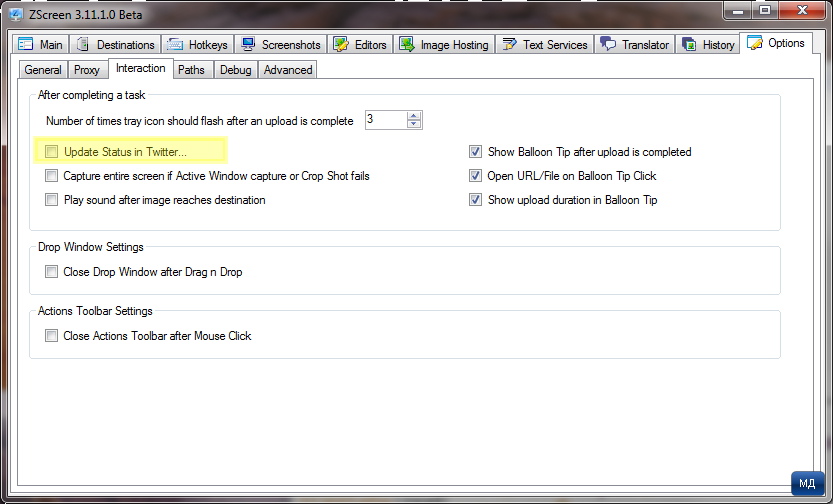 ZScreen 3.11.1.0 Beta
Main Destinations Hotkeys Screenshots Editors Image Hosting Text Services Translator History Options
General Proxy Interaction Paths Debug Advanced
After completing a task
Number of times tray icon should flash after an upload is complete 3
Update Status in Twitter... Show Balloon Tip after upload is completed
Capture entire screen if Active Window capture or Crop Shot fails Open URL/File on Balloon Tip Click
Play sound after image reaches destination Show upload duration in Balloon Tip
Drop Window Settings
Close Drop Window after Drag n Drop
Actions Toolbar Settings
Close Actions Toolbar after Mouse Click
МД